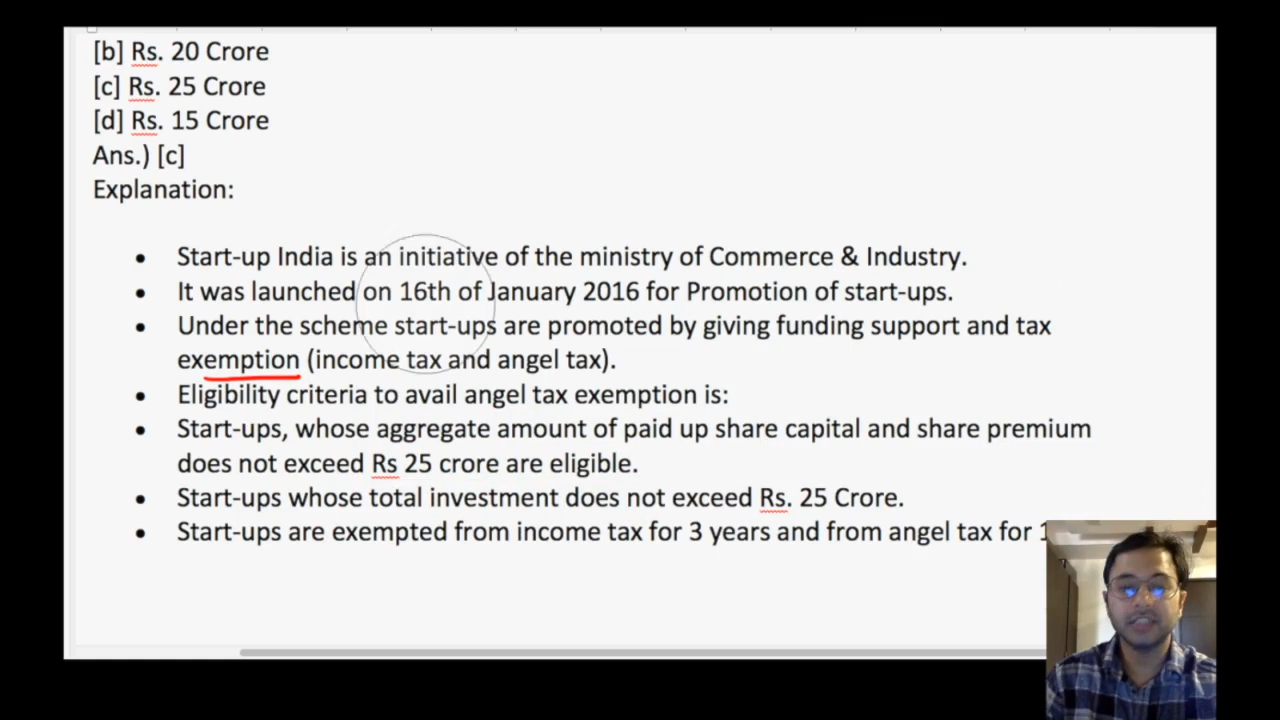 [b] Rs. 20 Crore
[c] Rs. 25 Crore
[d] Rs. 15 Crore
Ans.) [c]
Explanation:
• Start-up India is an initiative of the ministry of Commerce & Industry.
• It was launched on 16th of January 2016 for Promotion of start-ups.
• Under the scheme start-ups are promoted by giving funding support and tax
exemption (income tax and angel tax).
• Eligibility criteria to avail angel tax exemption is:
• Start-ups, whose aggregate amount of paid up share capital and share premium
does not exceed Rs 25 crore are eligible.
• Start-ups whose total investment does not exceed Rs. 25 Crore.
• Start-ups are exempted from income tax for 3 years and from angel tax for